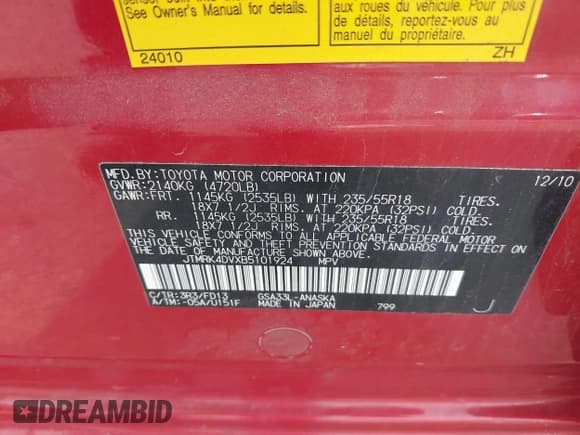 sensor built into the
See Owner's Manual for details.
24010
aux roues du véhicule. Pour plus
de détails, reportez-vous au
manuel du propriétaire.
ZH
MFD.BY:TOYOTA MOTOR CORPORATION 12/10
GVWR:2140KG (4720LB)
GAWR:FRT. 1145KG (2535LB) WITH 235/55R18 TIRES.
18X7 1/2J RIMS. AT 220KPA (32PSI) COLD.
RR. 1145KG (2535LB) WITH 235/55R18 TIRES.
18X7 1/2J RIMS. AT 220KPA (32PSI) COLD.
THIS VEHICLE CONFORMS TO ALL APPLICABLE FEDERAL MOTOR
VEHICLE SAFETY AND THEFT PREVENTION STANDARDS IN EFFECT ON
THE DATE OF MANUFACTURE SHOWN ABOVE.
JTMRK4DVXB5101924 MPV
C/TR:3R3/FD13 GSA33L-ANASKA
A/TM:-05A/U151F MADE IN JAPAN 799 J
DREAMBID